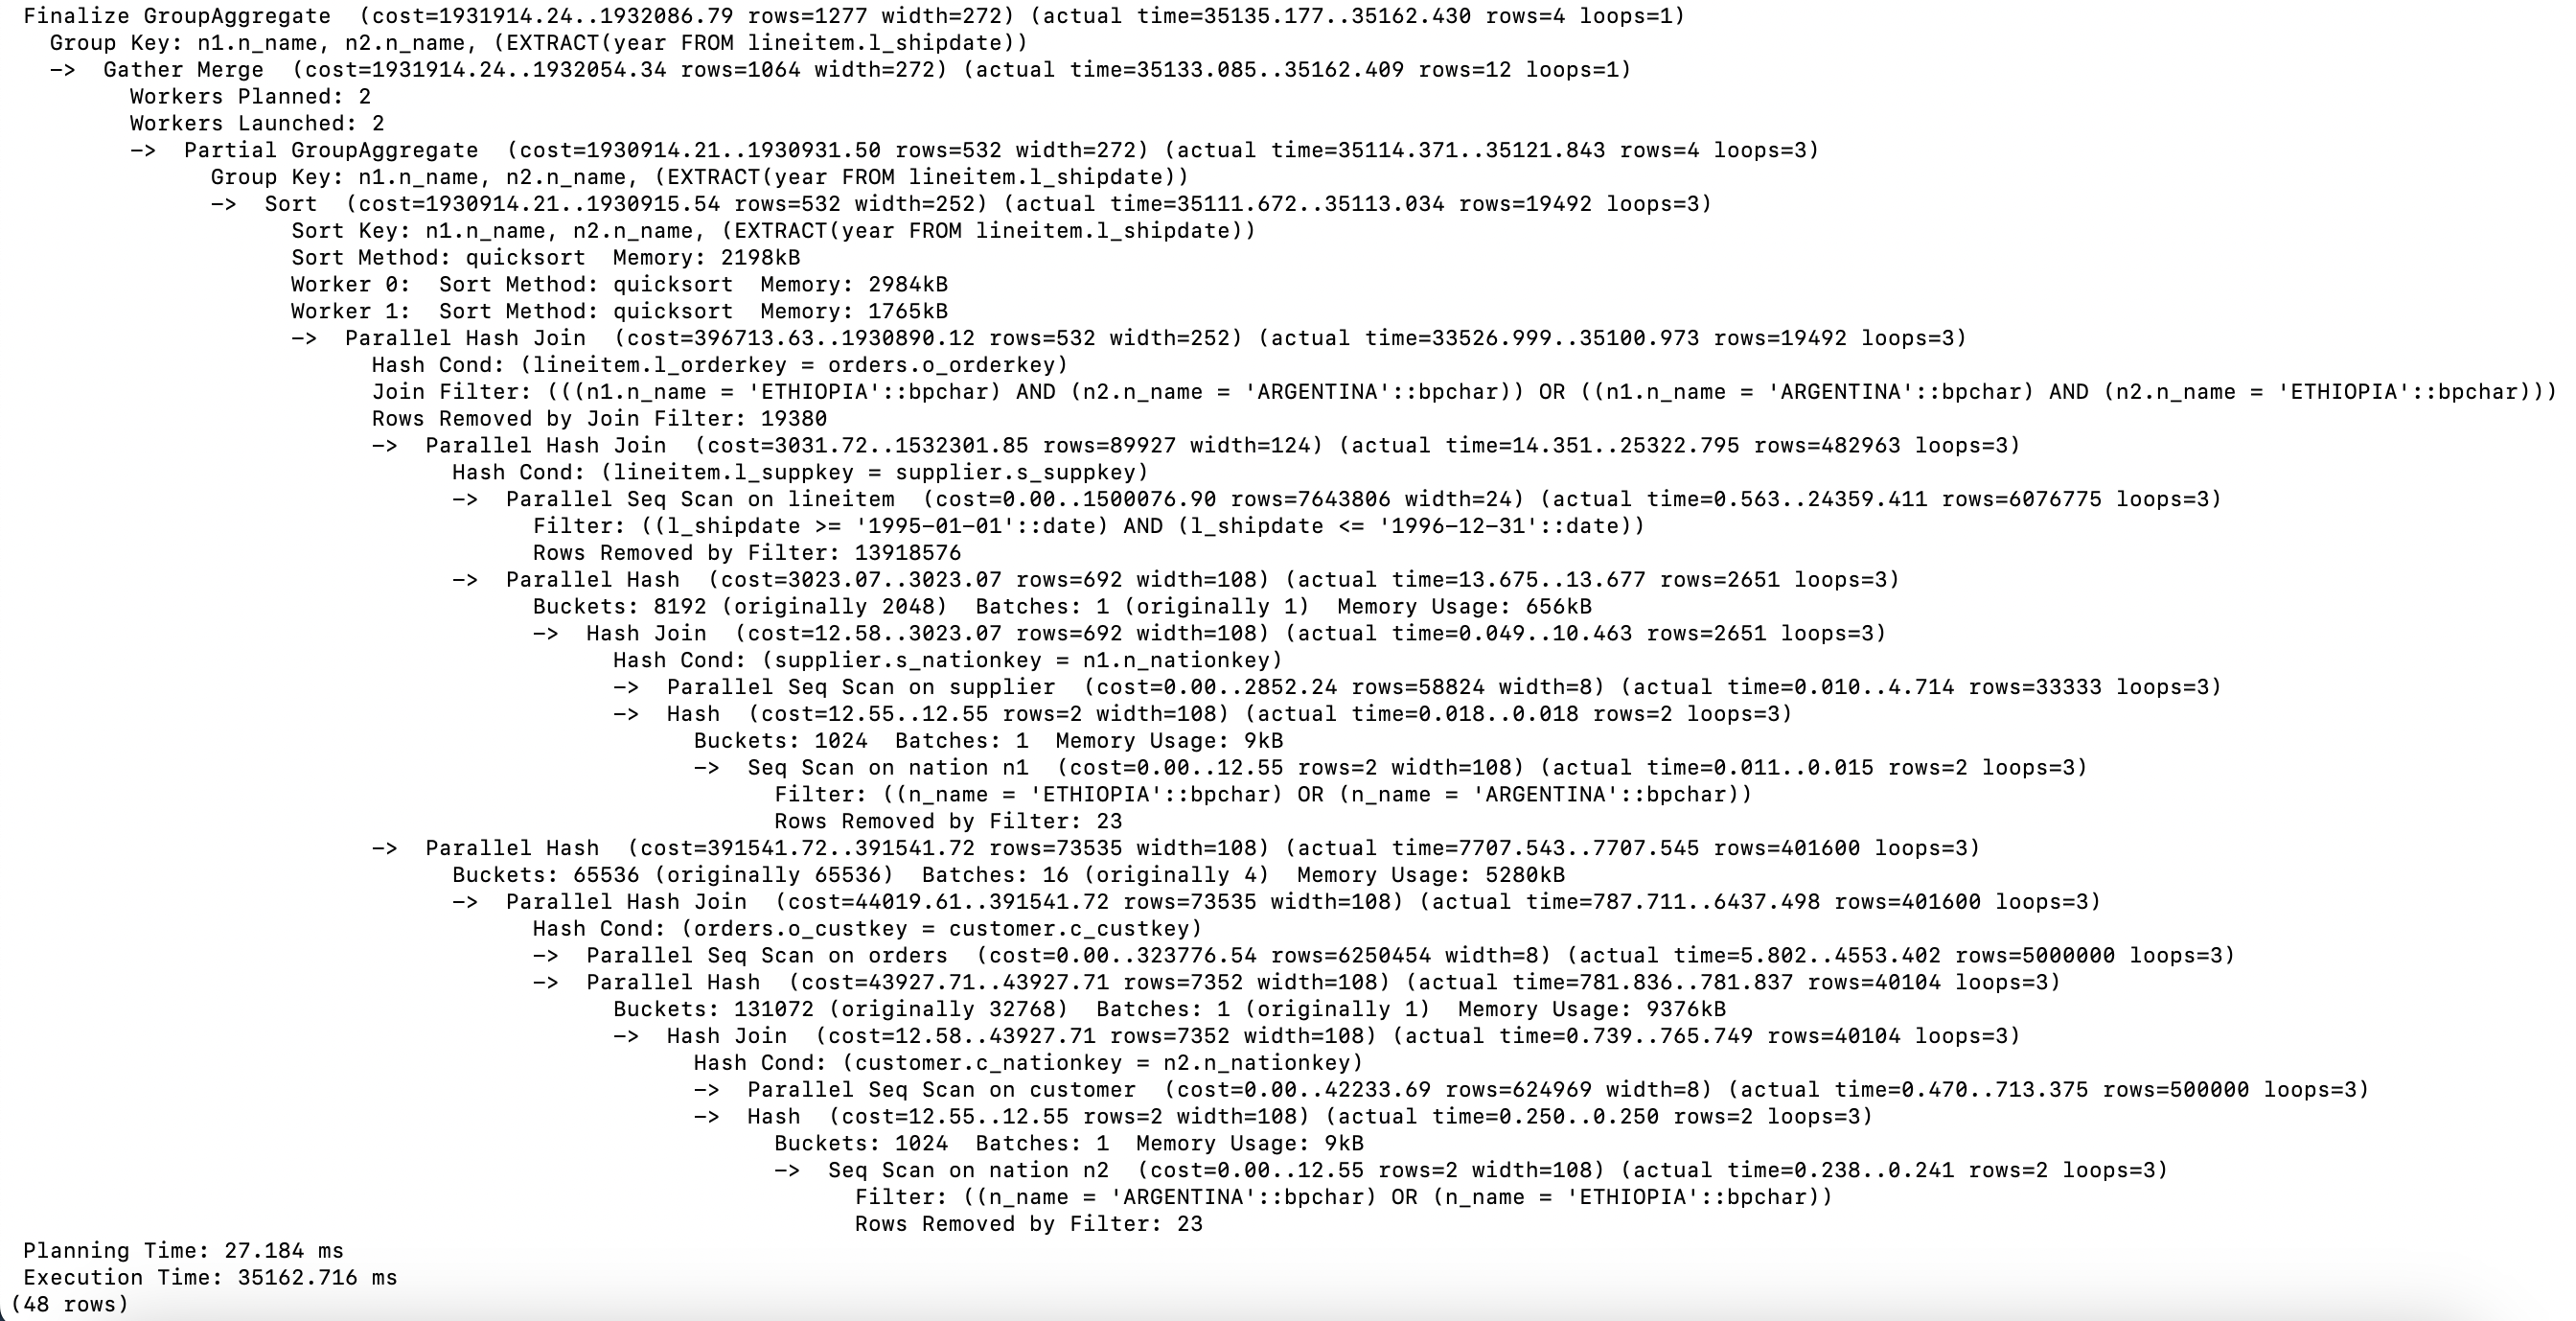 Finalize GroupAggregate  (cost=1931914.24..1932086.79 rows=1277 width=272) (actual time=35135.177..35162.430 rows=4 loops=1)
  Group Key: n1.n_name, n2.n_name, (EXTRACT(year FROM lineitem.l_shipdate))
  ->  Gather Merge  (cost=1931914.24..1932054.34 rows=1064 width=272) (actual time=35133.085..35162.409 rows=12 loops=1)
        Workers Planned: 2
        Workers Launched: 2
        ->  Partial GroupAggregate  (cost=1930914.21..1930931.50 rows=532 width=272) (actual time=35114.371..35121.843 rows=4 loops=3)
              Group Key: n1.n_name, n2.n_name, (EXTRACT(year FROM lineitem.l_shipdate))
              ->  Sort  (cost=1930914.21..1930915.54 rows=532 width=252) (actual time=35111.672..35113.034 rows=19492 loops=3)
                    Sort Key: n1.n_name, n2.n_name, (EXTRACT(year FROM lineitem.l_shipdate))
                    Sort Method: quicksort  Memory: 2198kB
                    Worker 0:  Sort Method: quicksort  Memory: 2984kB
                    Worker 1:  Sort Method: quicksort  Memory: 1765kB
                    ->  Parallel Hash Join  (cost=396713.63..1930890.12 rows=532 width=252) (actual time=33526.999..35100.973 rows=19492 loops=3)
                          Hash Cond: (lineitem.l_orderkey = orders.o_orderkey)
                          Join Filter: (((n1.n_name = 'ETHIOPIA'::bpchar) AND (n2.n_name = 'ARGENTINA'::bpchar)) OR ((n1.n_name = 'ARGENTINA'::bpchar) AND (n2.n_name = 'ETHIOPIA'::bpchar)))
                          Rows Removed by Join Filter: 19380
                          ->  Parallel Hash Join  (cost=3031.72..1532301.85 rows=89927 width=124) (actual time=14.351..25322.795 rows=482963 loops=3)
                                Hash Cond: (lineitem.l_suppkey = supplier.s_suppkey)
                                ->  Parallel Seq Scan on lineitem  (cost=0.00..1500076.90 rows=7643806 width=24) (actual time=0.563..24359.411 rows=6076775 loops=3)
                                      Filter: ((l_shipdate >= '1995-01-01'::date) AND (l_shipdate <= '1996-12-31'::date))
                                      Rows Removed by Filter: 13918576
                                ->  Parallel Hash  (cost=3023.07..3023.07 rows=692 width=108) (actual time=13.675..13.677 rows=2651 loops=3)
                                      Buckets: 8192 (originally 2048)  Batches: 1 (originally 1)  Memory Usage: 656kB
                                      ->  Hash Join  (cost=12.58..3023.07 rows=692 width=108) (actual time=0.049..10.463 rows=2651 loops=3)
                                            Hash Cond: (supplier.s_nationkey = n1.n_nationkey)
                                            ->  Parallel Seq Scan on supplier  (cost=0.00..2852.24 rows=58824 width=8) (actual time=0.010..4.714 rows=33333 loops=3)
                                            ->  Hash  (cost=12.55..12.55 rows=2 width=108) (actual time=0.018..0.018 rows=2 loops=3)
                                                  Buckets: 1024  Batches: 1  Memory Usage: 9kB
                                                  ->  Seq Scan on nation n1  (cost=0.00..12.55 rows=2 width=108) (actual time=0.011..0.015 rows=2 loops=3)
                                                        Filter: ((n_name = 'ETHIOPIA'::bpchar) OR (n_name = 'ARGENTINA'::bpchar))
                                                        Rows Removed by Filter: 23
                          ->  Parallel Hash  (cost=391541.72..391541.72 rows=73535 width=108) (actual time=7707.543..7707.545 rows=401600 loops=3)
                                Buckets: 65536 (originally 65536)  Batches: 16 (originally 4)  Memory Usage: 5280kB
                                ->  Parallel Hash Join  (cost=44019.61..391541.72 rows=73535 width=108) (actual time=787.711..6437.498 rows=401600 loops=3)
                                      Hash Cond: (orders.o_custkey = customer.c_custkey)
                                      ->  Parallel Seq Scan on orders  (cost=0.00..323776.54 rows=6250454 width=8) (actual time=5.802..4553.402 rows=5000000 loops=3)
                                      ->  Parallel Hash  (cost=43927.71..43927.71 rows=7352 width=108) (actual time=781.836..781.837 rows=40104 loops=3)
                                            Buckets: 131072 (originally 32768)  Batches: 1 (originally 1)  Memory Usage: 9376kB
                                            ->  Hash Join  (cost=12.58..43927.71 rows=7352 width=108) (actual time=0.739..765.749 rows=40104 loops=3)
                                                  Hash Cond: (customer.c_nationkey = n2.n_nationkey)
                                                  ->  Parallel Seq Scan on customer  (cost=0.00..42233.69 rows=624969 width=8) (actual time=0.470..713.375 rows=500000 loops=3)
                                                  ->  Hash  (cost=12.55..12.55 rows=2 width=108) (actual time=0.250..0.250 rows=2 loops=3)
                                                        Buckets: 1024  Batches: 1  Memory Usage: 9kB
                                                        ->  Seq Scan on nation n2  (cost=0.00..12.55 rows=2 width=108) (actual time=0.238..0.241 rows=2 loops=3)
                                                              Filter: ((n_name = 'ARGENTINA'::bpchar) OR (n_name = 'ETHIOPIA'::bpchar))
                                                              Rows Removed by Filter: 23
Planning Time: 27.184 ms
Execution Time: 35162.716 ms
(48 rows)